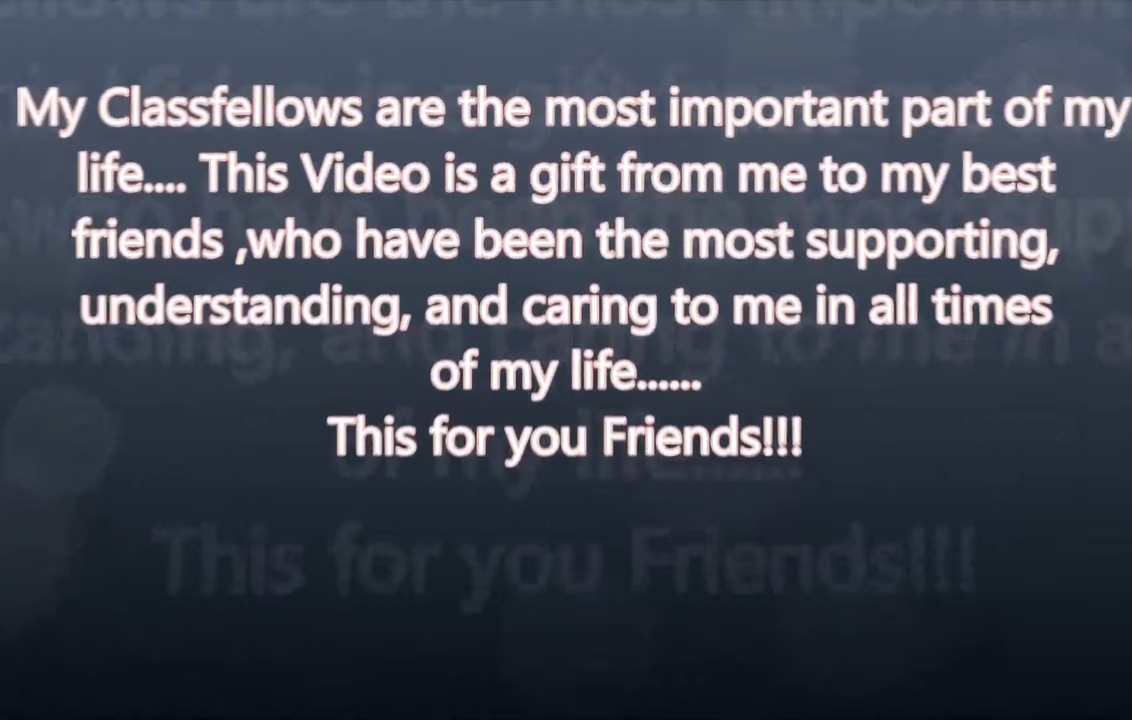 My Classfellows are the most important part of my
life.... This Video is a gift from me to my best
friends ,who have been the most supporting,
understanding, and caring to me in all times
of my life......
This for you Friends!!!